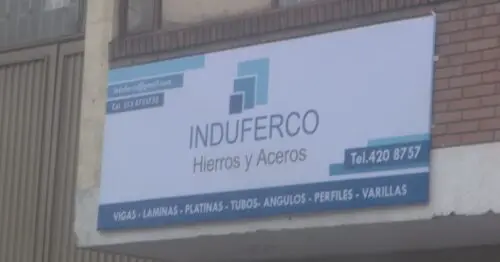 INDUFERCO
Hierros y Aceros
Tel.420 8757
VIGAS - LAMINAS - PLATINAS - TUBOS- ANGULOS - PERFILES - VARILLAS